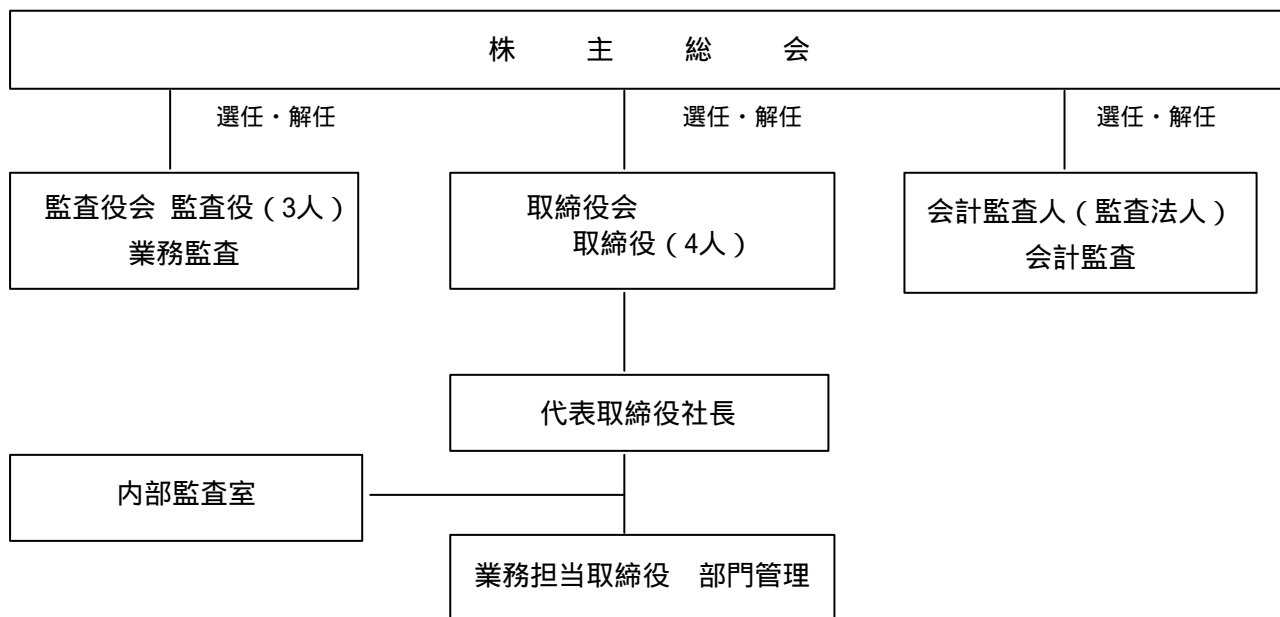 株 主 総 会
選任・解任
選任・解任
選任・解任
監査役会 監査役（3人）
業務監査
取締役会
取締役（4人）
会計監査人（監査法人）
会計監査
代表取締役社長
内部監査室
業務担当取締役 部門管理